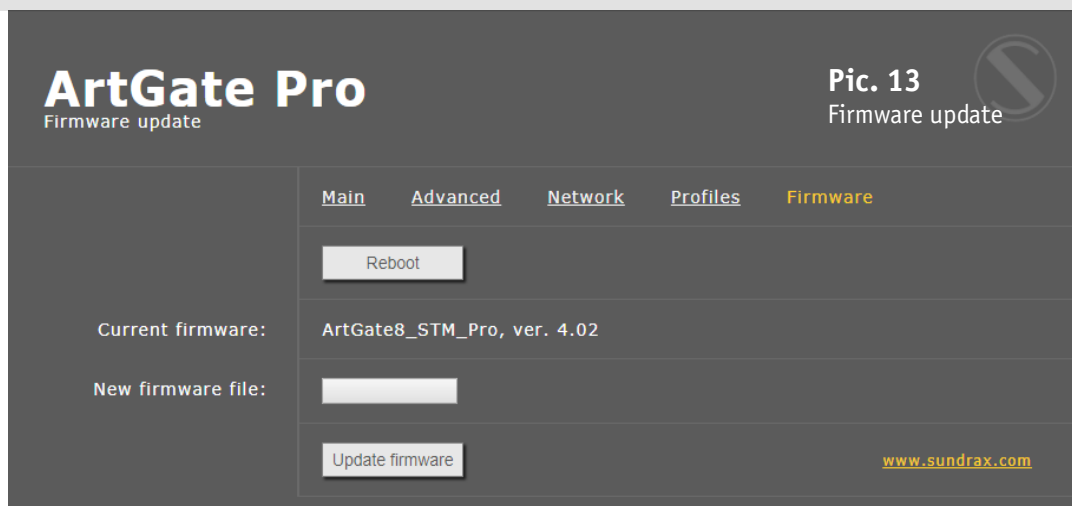 ArtGate Pro
Firmware update
Pic. 13
Firmware update
Main Advanced Network Profiles Firmware
Reboot
Current firmware: ArtGate8_STM_Pro, ver. 4.02
New firmware file:
Update firmware www.sundrax.com